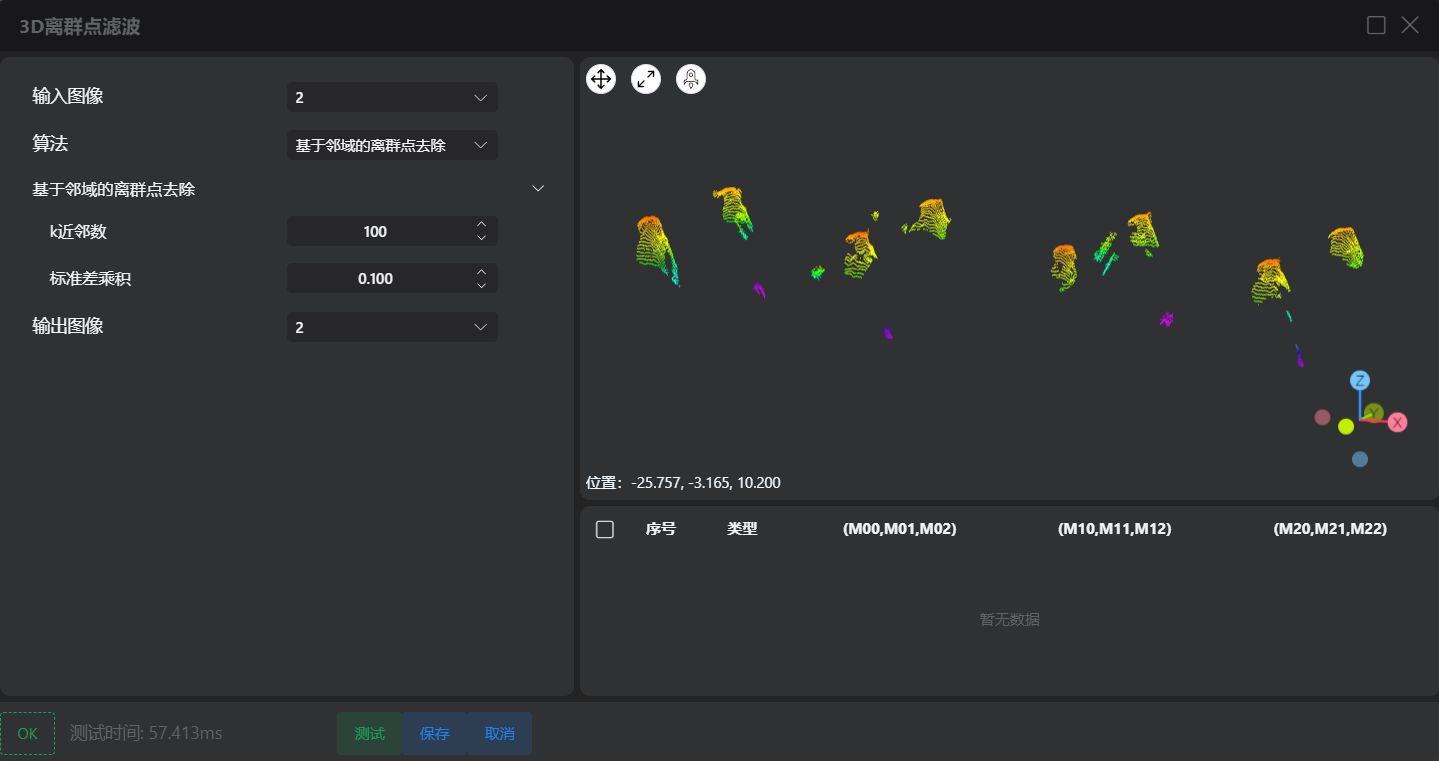 3D离群点滤波
输入图像 2
算法 基于邻域的离群点去除
基于邻域的离群点去除
k近邻数 100
标准差乘积 0.100
输出图像 2
Z
Y
X
位置: -25.757, -3.165, 10.200
序号 类型 (M00,M01,M02) (M10,M11,M12) (M20,M21,M22)
暂无数据
OK 测试时间: 57.413ms 测试 保存 取消